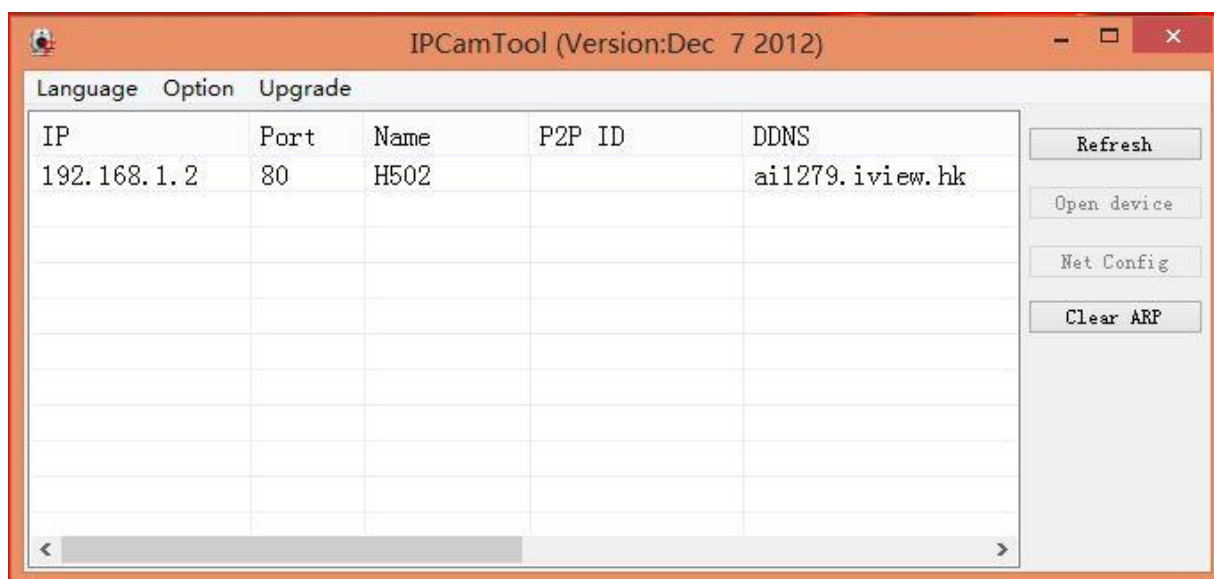 IPCamTool (Version:Dec 7 2012)
Language Option Upgrade
IP Port Name P2P ID DDNS
192.168.1.2 80 H502 ai1279.iview.hk
Refresh
Open device
Net Config
Clear ARP